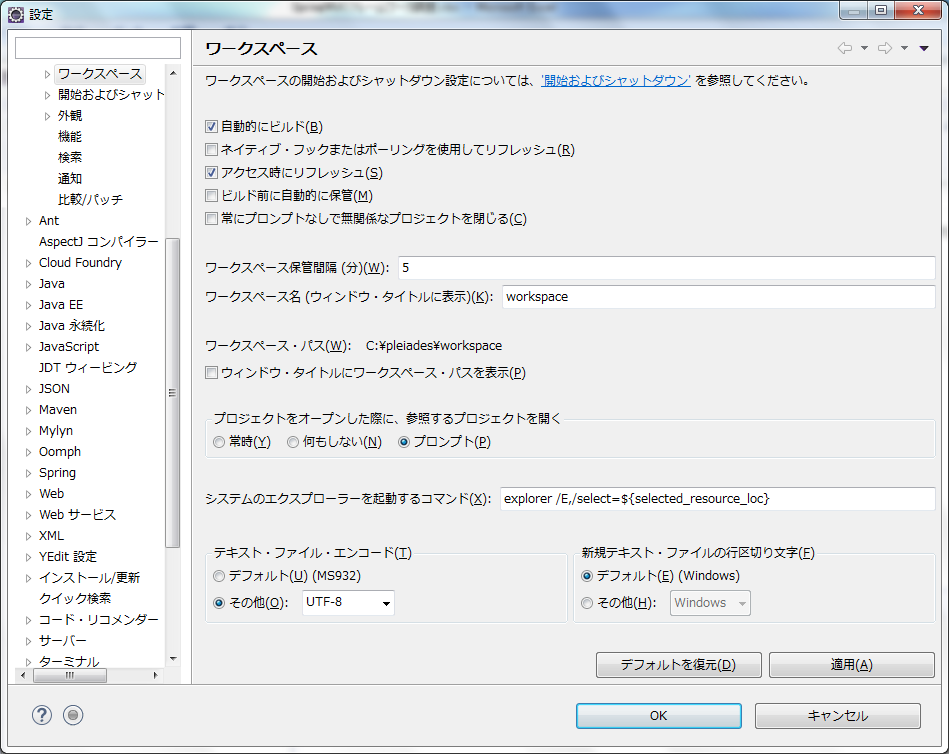 設定
ワークスペース
開始およびシャット
外観
機能
検索
通知
比較/パッチ
Ant
AspectJ コンパイラー
Cloud Foundry
Java
Java EE
Java 永続化
JavaScript
JDT ウィービング
JSON
Maven
Mylyn
Oomph
Spring
Web
Web サービス
XML
YEdit 設定
インストール/更新
クイック検索
コード・リコメンダー
サーバー
ターミナル
ワークスペース
ワークスペースの開始およびシャットダウン設定については、'開始およびシャットダウン' を参照してください。
自動的にビルド(B)
ネイティブ・フックまたはポーリングを使用してリフレッシュ(R)
アクセス時にリフレッシュ(S)
ビルド前に自動的に保管(M)
常にプロンプトなしで無関係なプロジェクトを閉じる(C)
ワークスペース保管間隔 (分)(W): 5
ワークスペース名 (ウィンドウ・タイトルに表示)(K): workspace
ワークスペース・パス(W): C:¥pleiades¥workspace
ウィンドウ・タイトルにワークスペース・パスを表示(P)
プロジェクトをオープンした際に、参照するプロジェクトを開く
常時(Y) 何もしない(N) プロンプト(P)
システムのエクスプローラーを起動するコマンド(X): explorer /E,/select=${selected_resource_loc}
テキスト・ファイル・エンコード(T)
デフォルト(U) (MS932)
その他(O): UTF-8
新規テキスト・ファイルの行区切り文字(F)
デフォルト(E) (Windows)
その他(H): Windows
デフォルトを復元(D) 適用(A)
OK キャンセル